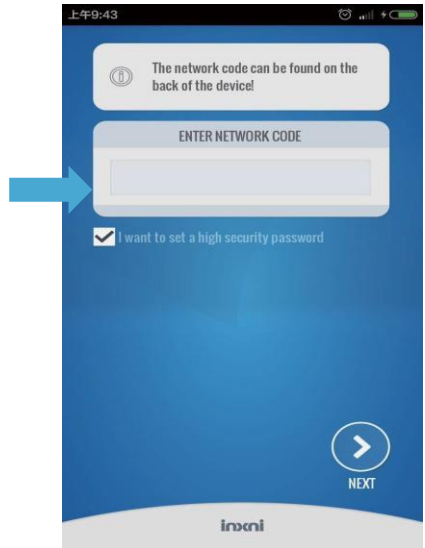 上午9:43
The network code can be found on the
back of the device!
ENTER NETWORK CODE
I want to set a high security password
NEXT
inxni